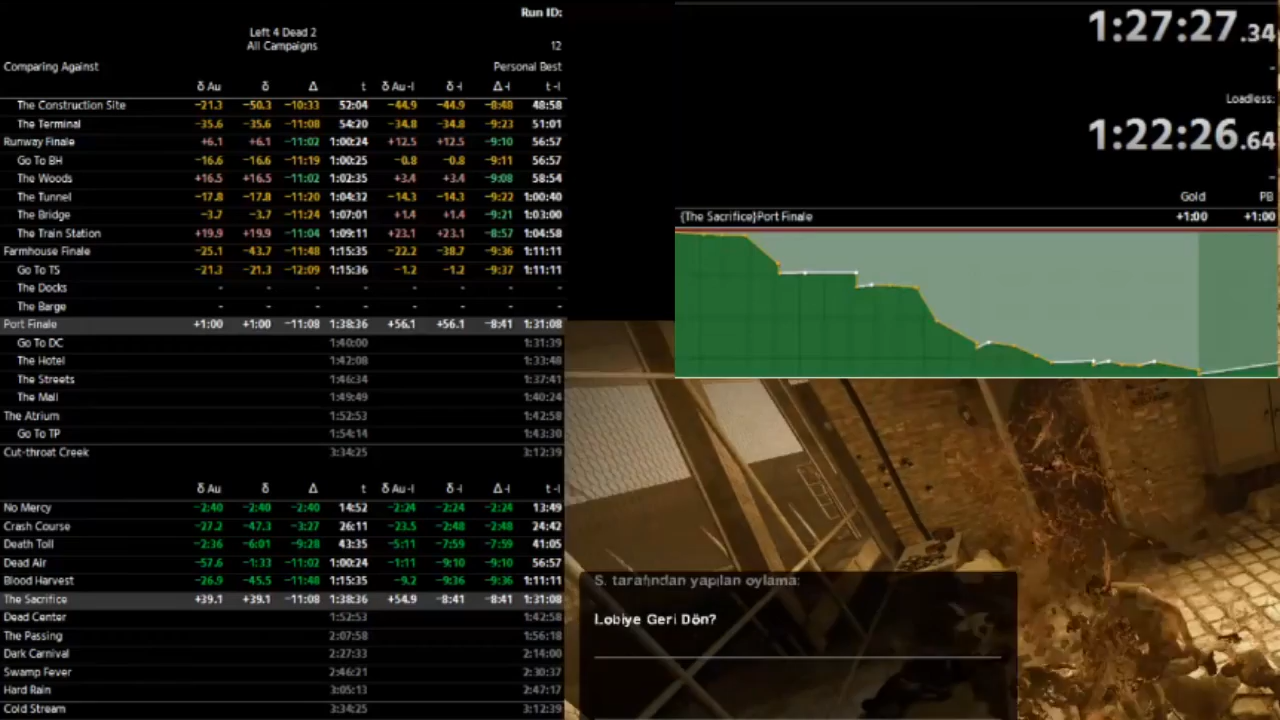 Run ID:
Left 4 Dead 2
All Campaigns
12
Comparing Against Personal Best
δ Au δ Δ t δ Au-l δ -l Δ -l t -l
The Construction Site −21.3 −50.3 −10:33 52:04 −44.9 −44.9 −8:48 48:58
The Terminal −35.6 −35.6 −11:08 54:20 −34.8 −34.8 −9:23 51:01
Runway Finale +6.1 +6.1 −11:02 1:00:24 +12.5 +12.5 −9:10 56:57
Go To BH −16.6 −16.6 −11:19 1:00:25 −0.8 −0.8 −9:11 56:57
The Woods +16.5 +16.5 −11:02 1:02:35 +3.4 +3.4 −9:08 58:54
The Tunnel −17.8 −17.8 −11:20 1:04:32 −14.3 −14.3 −9:22 1:00:40
The Bridge −3.7 −3.7 −11:24 1:07:01 +1.4 +1.4 −9:21 1:03:00
The Train Station +19.9 +19.9 −11:04 1:09:11 +23.1 +23.1 −8:57 1:04:58
Farmhouse Finale −25.1 −43.7 −11:48 1:15:35 −22.2 −38.7 −9:36 1:11:11
Go To TS −21.3 −21.3 −12:09 1:15:36 −1.2 −1.2 −9:37 1:11:11
The Docks - - - - - - - -
The Barge - - - - - - - -
Port Finale +1:00 +1:00 −11:08 1:38:36 +56.1 +56.1 −8:41 1:31:08
Go To DC 1:40:00 1:31:39
The Hotel 1:42:08 1:33:48
The Streets 1:46:34 1:37:41
The Mall 1:49:49 1:40:24
The Atrium 1:52:53 1:42:58
Go To TP 1:54:14 1:43:30
Cut-throat Creek 3:34:25 3:12:39
δ Au δ Δ t δ Au-l δ -l Δ -l t -l
No Mercy −2:40 −2:40 −2:40 14:52 −2:24 −2:24 −2:24 13:49
Crash Course −27.2 −47.3 −3:27 26:11 −23.5 −2:48 −2:48 24:42
Death Toll −2:36 −6:01 −9:28 43:35 −5:11 −7:59 −7:59 41:05
Dead Air −57.6 −1:33 −11:02 1:00:24 −1:11 −9:10 −9:10 56:57
Blood Harvest −26.9 −45.5 −11:48 1:15:35 −9.2 −9:36 −9:36 1:11:11
The Sacrifice +39.1 +39.1 −11:08 1:38:36 +54.9 −8:41 −8:41 1:31:08
Dead Center 1:52:53 1:42:58
The Passing 2:07:58 1:56:18
Dark Carnival 2:27:33 2:14:00
Swamp Fever 2:46:21 2:30:37
Hard Rain 3:05:13 2:47:17
Cold Stream 3:34:25 3:12:39
1:27:27.34
-
Loadless:
1:22:26.64
-
Gold PB
{The Sacrifice}Port Finale +1:00 +1:00
S. tarafından yapılan oylama:
Lobiye Geri Dön?